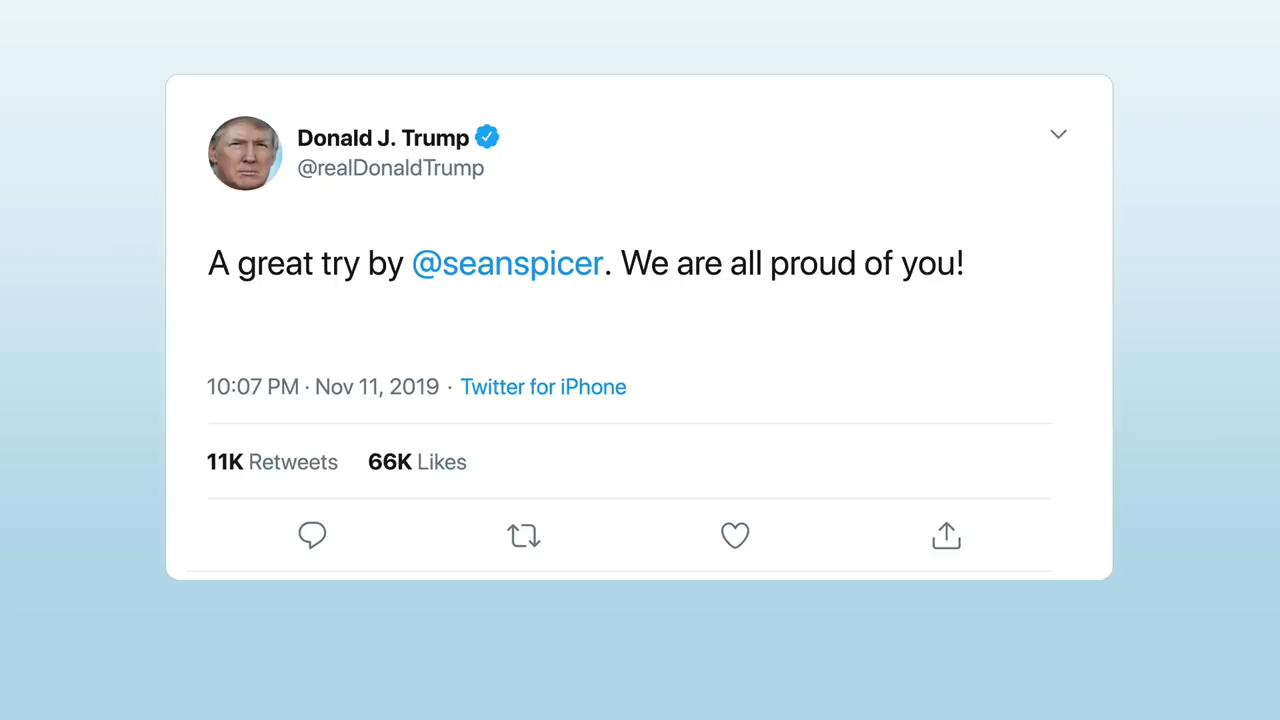 Donald J. Trump
@realDonaldTrump
A great try by @seanspicer. We are all proud of you!
10:07 PM · Nov 11, 2019 · Twitter for iPhone
11K Retweets 66K Likes